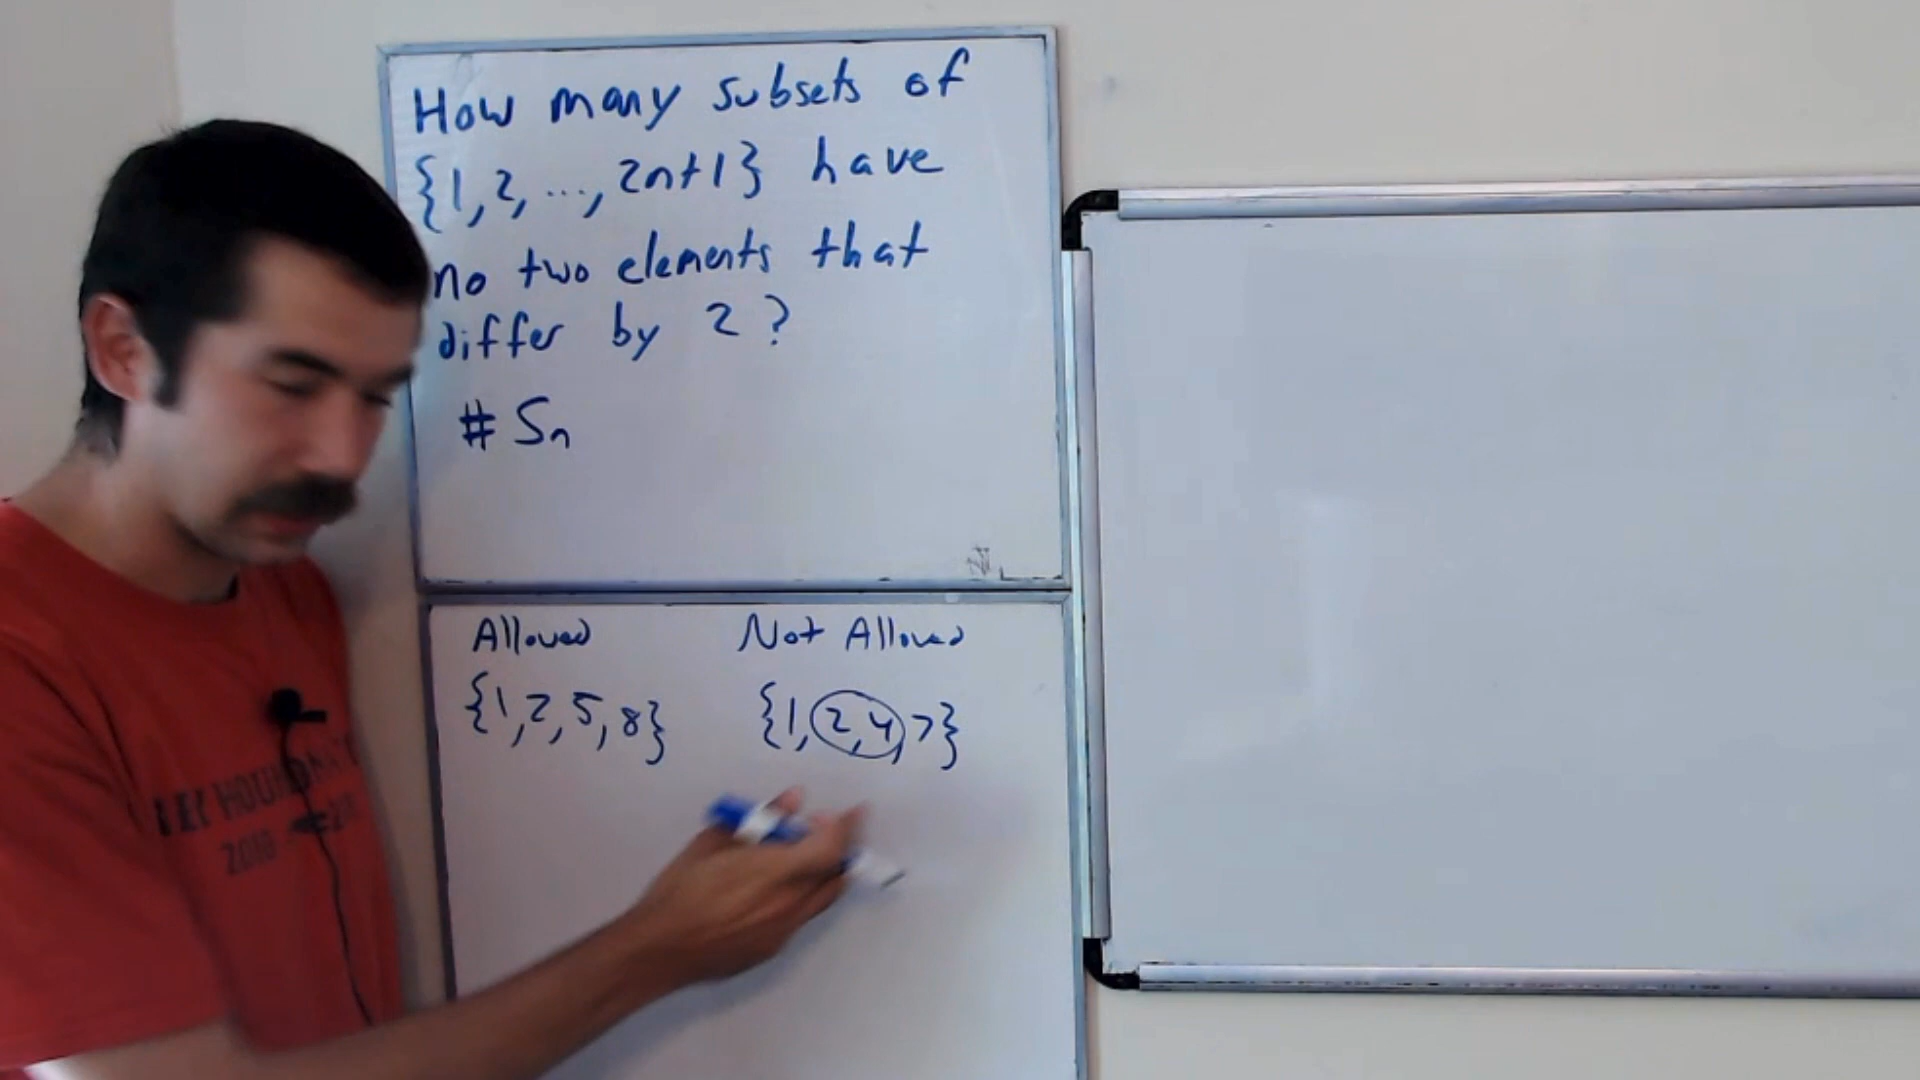 How many subsets of
{1, 2, ..., 2n+1} have
no two elements that
differ by 2?
# Sn
Allowed Not Allowed
{1, 2, 5, 8} {1, 2, 4, 7}
2018